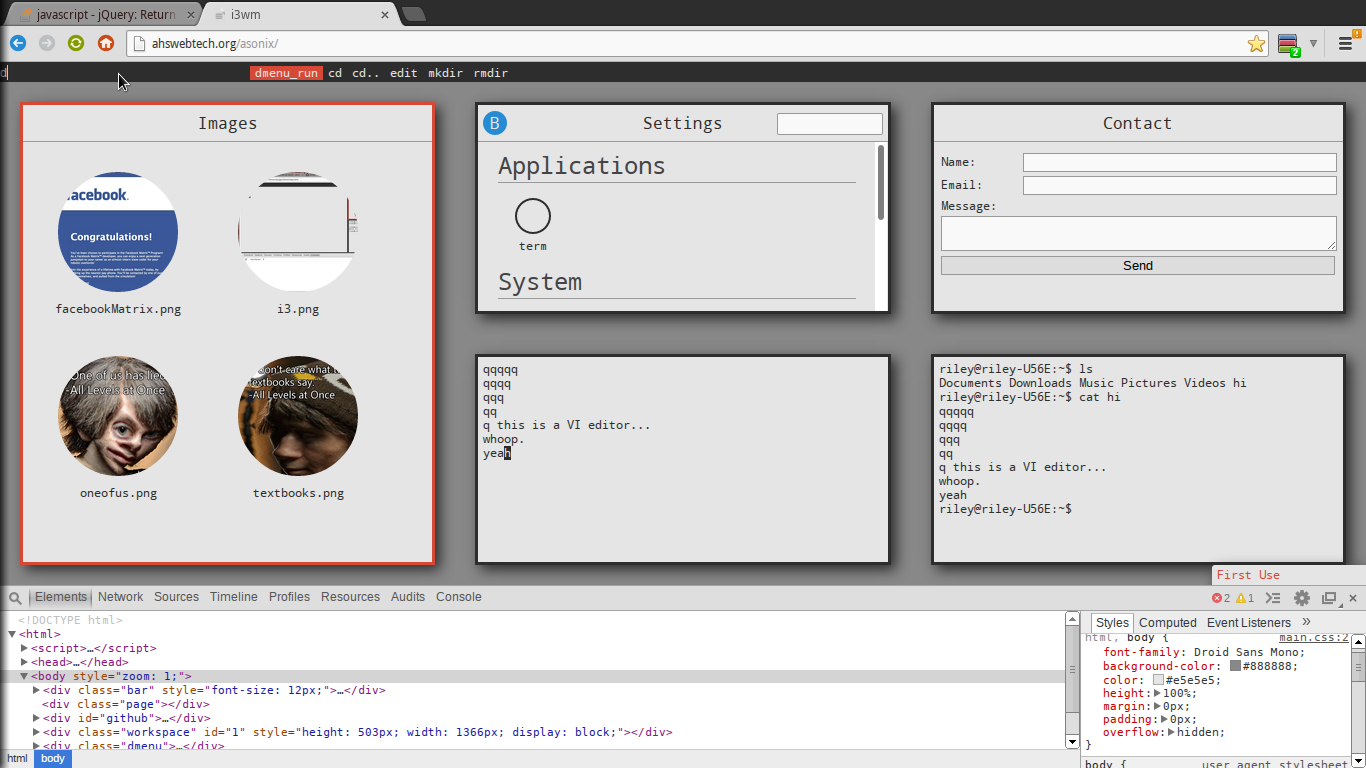 javascript - jQuery: Return
i3wm
ahswebtech.org/asonix/
2
d
dmenu_run cd cd.. edit mkdir rmdir
Images
facebook.
Congratulations!
facebookMatrix.png
i3.png
One of us has lied
-All Levels at Once
don't care what
textbooks say.
-All Levels at Once
oneofus.png
textbooks.png
B
Settings
Applications
term
System
Contact
Name:
Email:
Message:
Send
qqqqq
qqqq
qqq
qq
q this is a VI editor...
whoop.
yeah
riley@riley-U56E:~$ ls
Documents Downloads Music Pictures Videos hi
riley@riley-U56E:~$ cat hi
qqqqq
qqqq
qqq
qq
q this is a VI editor...
whoop.
yeah
riley@riley-U56E:~$
First Use
Elements Network Sources Timeline Profiles Resources Audits Console
2 1
<!DOCTYPE html>
<html>
<script>…</script>
<head>…</head>
<body style="zoom: 1;">
<div class="bar" style="font-size: 12px;">…</div>
<div class="page"></div>
<div id="github">…</div>
<div class="workspace" id="1" style="height: 503px; width: 1366px; display: block;"></div>
<div class="dmenu">…</div>
html body
Styles Computed Event Listeners »
html, body { main.css:2
font-family: Droid Sans Mono;
background-color: #888888;
color: #e5e5e5;
height: 100%;
margin: 0px;
padding: 0px;
overflow: hidden;
}
body { user agent stylesheet